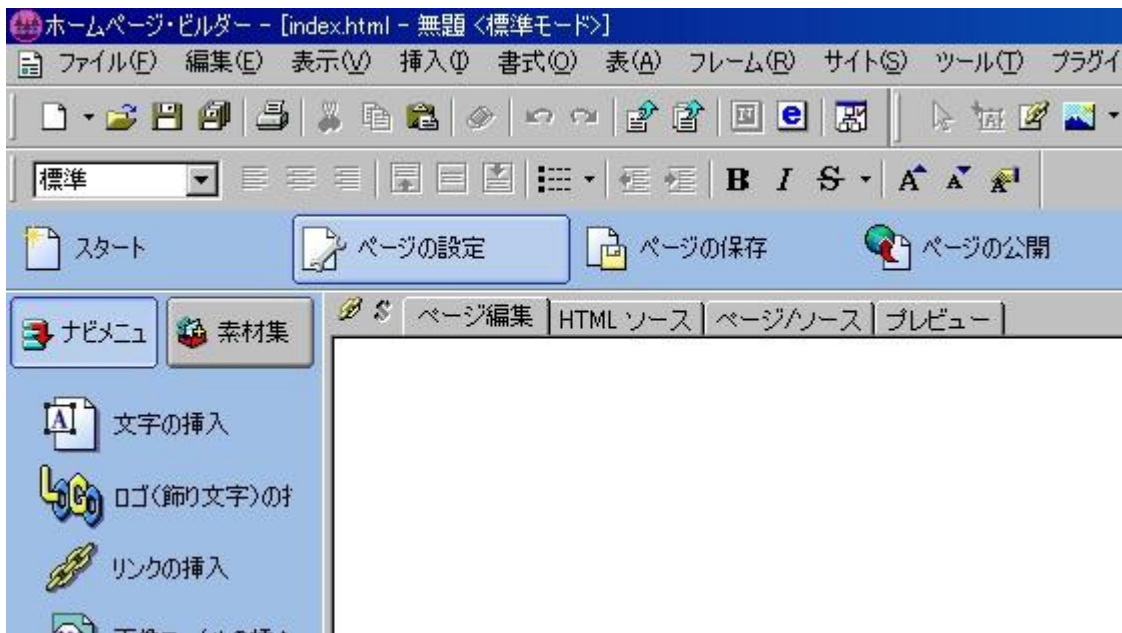 ホームページ・ビルダー - [index.html - 無題 <標準モード>]
ファイル(F) 編集(E) 表示(V) 挿入(I) 書式(O) 表(A) フレーム(R) サイト(S) ツール(T) プラグイ
標準 B I S A A
スタート ページの設定 ページの保存 ページの公開
ナビメニュ 素材集 ページ編集 HTML ソース ページ/ソース プレビュー
文字の挿入
ロゴ(飾り文字)の
リンクの挿入